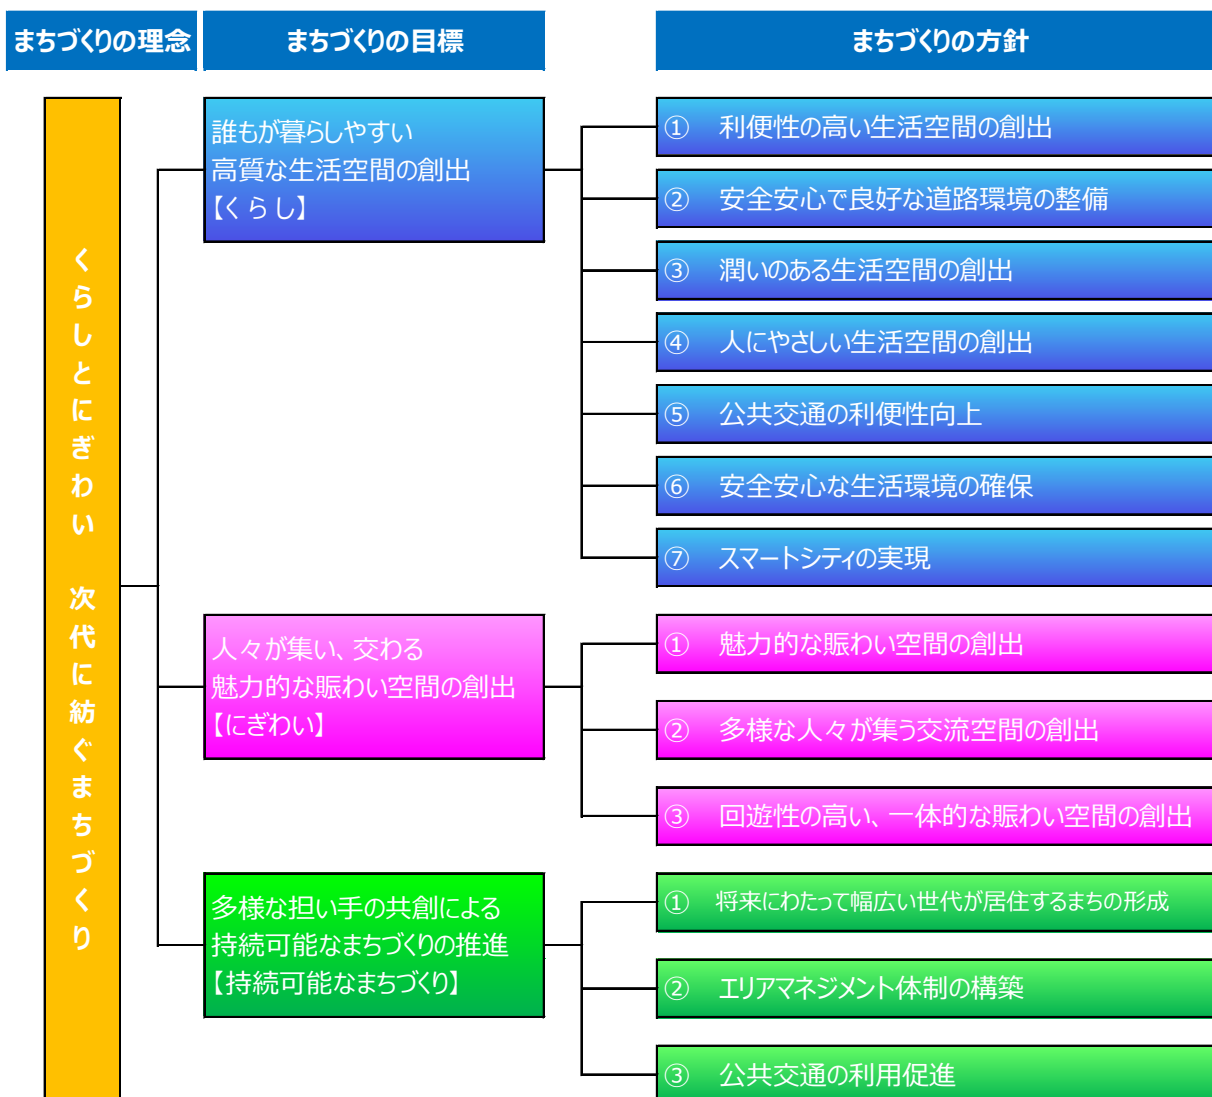 まちづくりの理念
まちづくりの目標
まちづくりの方針
くらしとにぎわい 次代に紡ぐまちづくり
誰もが暮らしやすい
高質な生活空間の創出
【くらし】
① 利便性の高い生活空間の創出
② 安全安心で良好な道路環境の整備
③ 潤いのある生活空間の創出
④ 人にやさしい生活空間の創出
⑤ 公共交通の利便性向上
⑥ 安全安心な生活環境の確保
⑦ スマートシティの実現
人々が集い、交わる
魅力的な賑わい空間の創出
【にぎわい】
① 魅力的な賑わい空間の創出
② 多様な人々が集う交流空間の創出
③ 回遊性の高い、一体的な賑わい空間の創出
多様な担い手の共創による
持続可能なまちづくりの推進
【持続可能なまちづくり】
① 将来にわたって幅広い世代が居住するまちの形成
② エリアマネジメント体制の構築
③ 公共交通の利用促進